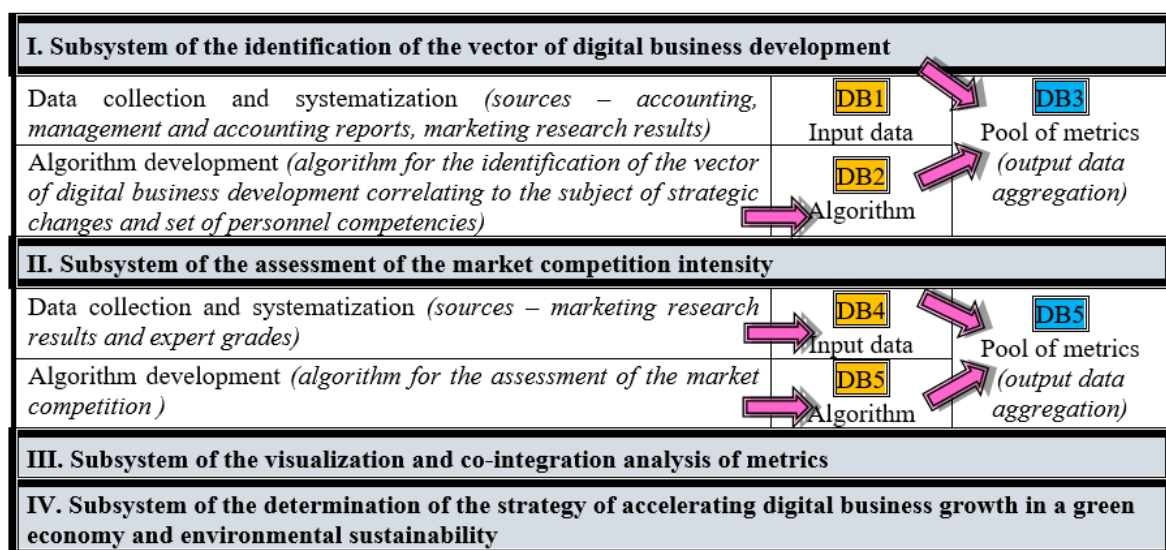 I. Subsystem of the identification of the vector of digital business development
Data collection and systematization (sources – accounting,
management and accounting reports, marketing research results)
DB1
Input data
Algorithm development (algorithm for the identification of the vector
of digital business development correlating to the subject of strategic
changes and set of personnel competencies)
DB2
Algorithm
DB3
Pool of metrics
(output data
aggregation)
II. Subsystem of the assessment of the market competition intensity
Data collection and systematization (sources – marketing research
results and expert grades)
DB4
Input data
Algorithm development (algorithm for the assessment of the market
competition )
DB5
Algorithm
DB5
Pool of metrics
(output data
aggregation)
III. Subsystem of the visualization and co-integration analysis of metrics
IV. Subsystem of the determination of the strategy of accelerating digital business growth in a green
economy and environmental sustainability